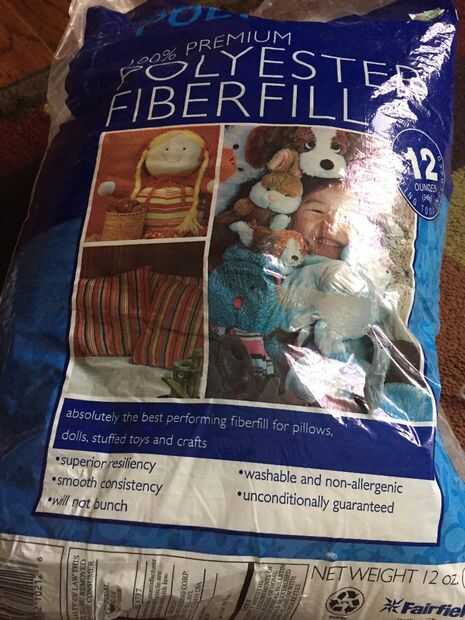 POLY
100% PREMIUM
POLYESTER
FIBERFILL
12
OUNCES
absolutely the best performing fiberfill for pillows,
dolls, stuffed toys and crafts
•superior resiliency
•smooth consistency
•will not bunch
•washable and non-allergenic
•unconditionally guaranteed
NET WEIGHT 12 oz.
Fairfiel